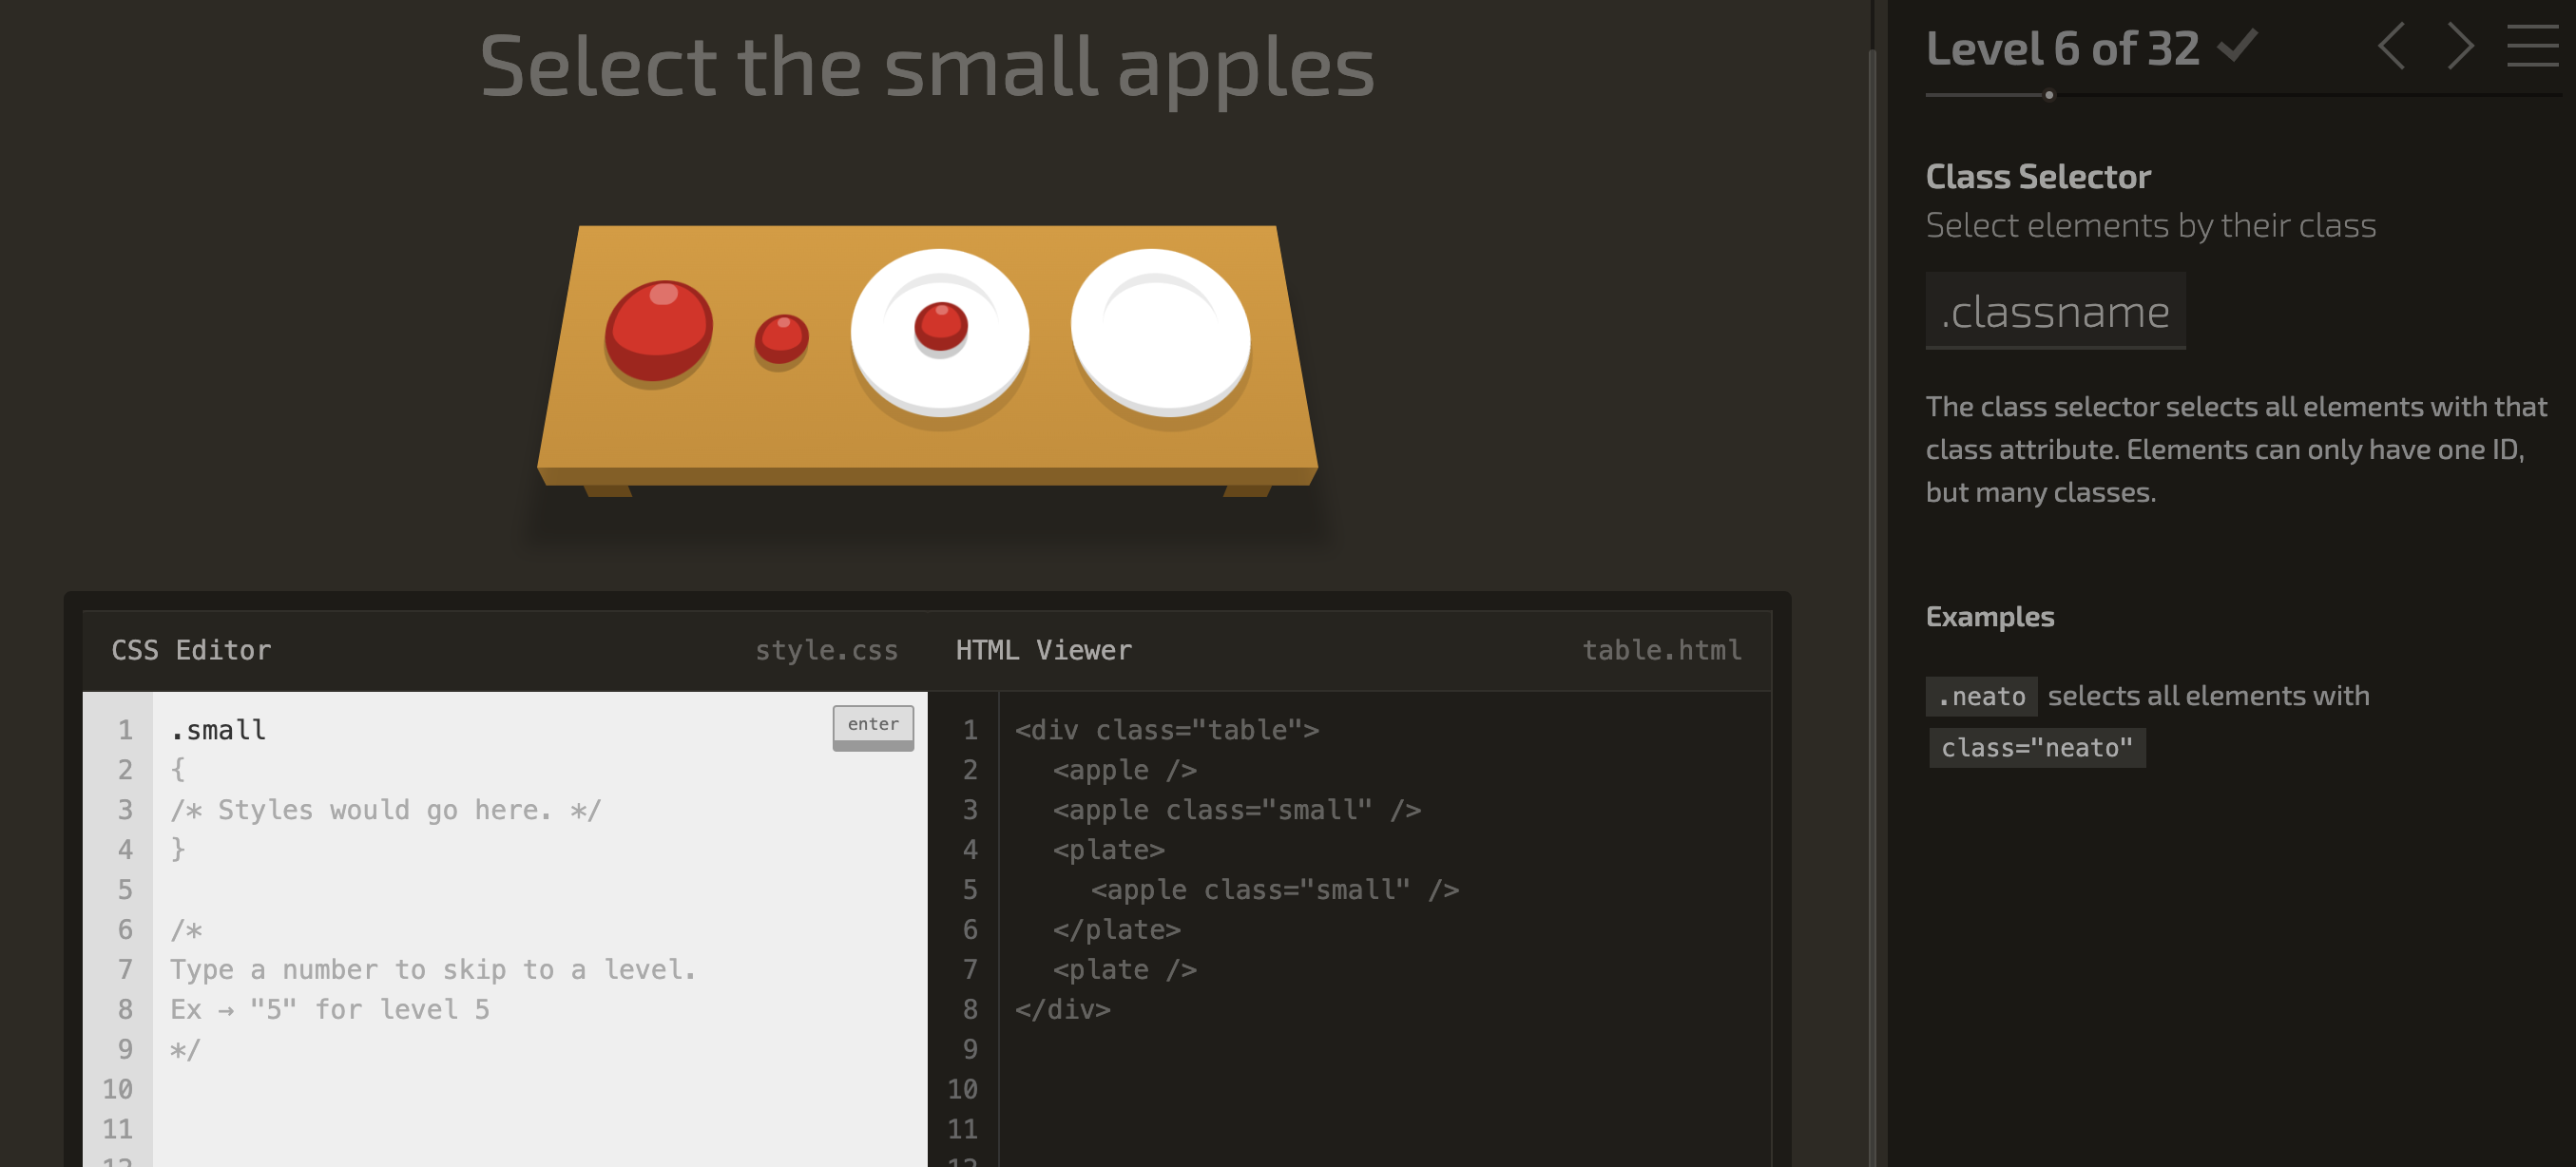 Select the small apples
CSS Editor style.css
1 .small enter
2 {
3 /* Styles would go here. */
4 }
5
6 /*
7 Type a number to skip to a level.
8 Ex → "5" for level 5
9 */
10
11
12
HTML Viewer table.html
1 <div class="table">
2 <apple />
3 <apple class="small" />
4 <plate>
5 <apple class="small" />
6 </plate>
7 <plate />
8 </div>
9
10
11
12
Level 6 of 32
Class Selector
Select elements by their class
.classname
The class selector selects all elements with that
class attribute. Elements can only have one ID,
but many classes.
Examples
.neato selects all elements with
class="neato"